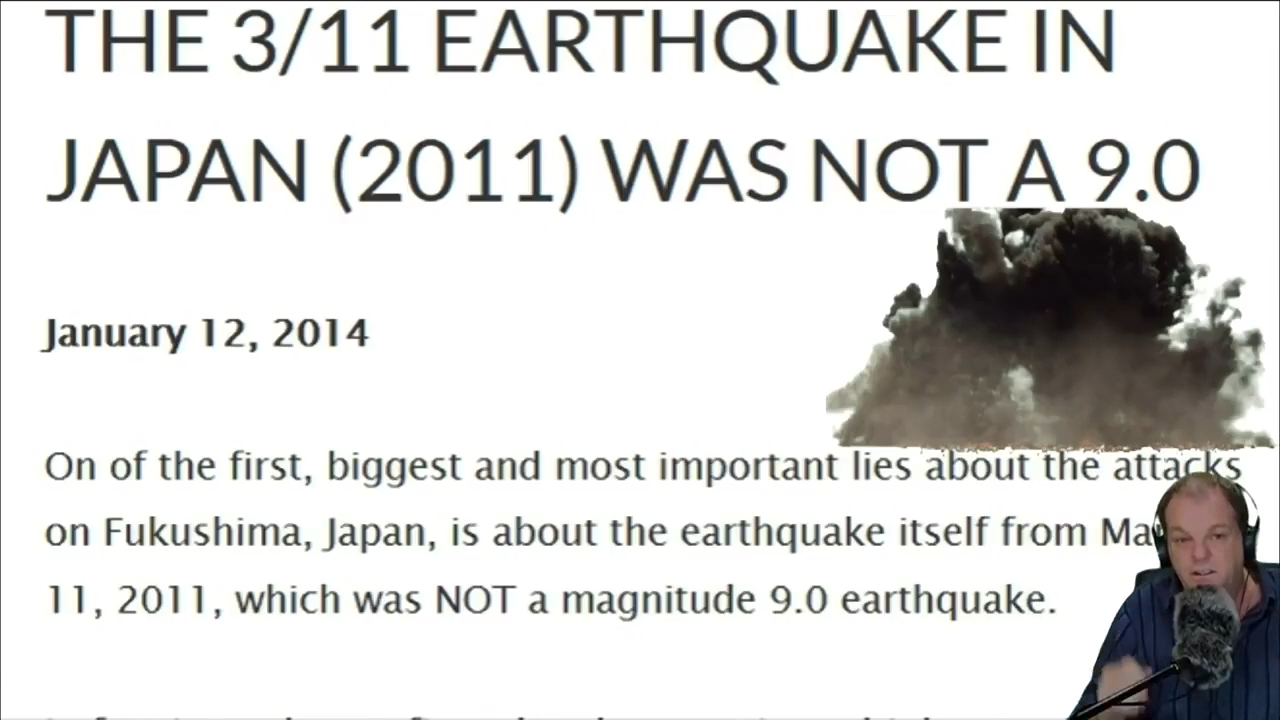 THE 3/11 EARTHQUAKE IN
JAPAN (2011) WAS NOT A 9.0
January 12, 2014
On of the first, biggest and most important lies about the attacks
on Fukushima, Japan, is about the earthquake itself from Ma
11, 2011, which was NOT a magnitude 9.0 earthquake.